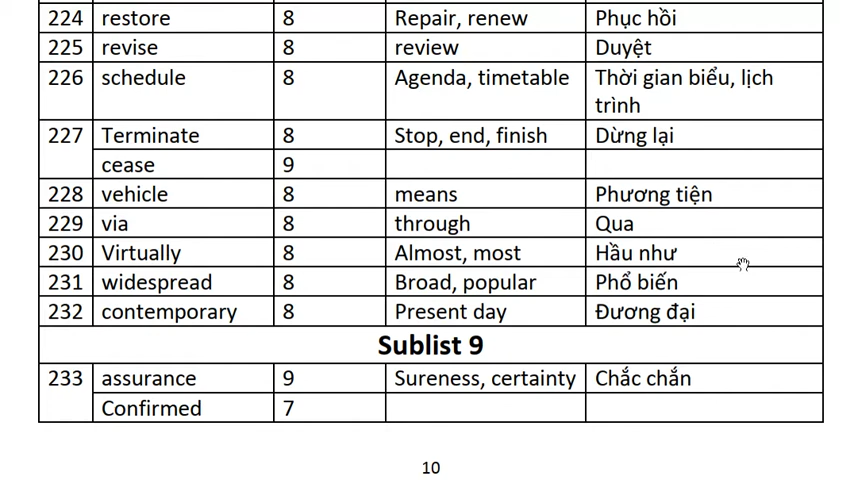 224 restore 8 Repair, renew Phục hồi
225 revise 8 review Duyệt
226 schedule 8 Agenda, timetable Thời gian biểu, lịch
trình
227 Terminate 8 Stop, end, finish Dừng lại
cease 9
228 vehicle 8 means Phương tiện
229 via 8 through Qua
230 Virtually 8 Almost, most Hầu như
231 widespread 8 Broad, popular Phổ biến
232 contemporary 8 Present day Đương đại
Sublist 9
233 assurance 9 Sureness, certainty Chắc chắn
Confirmed 7
10